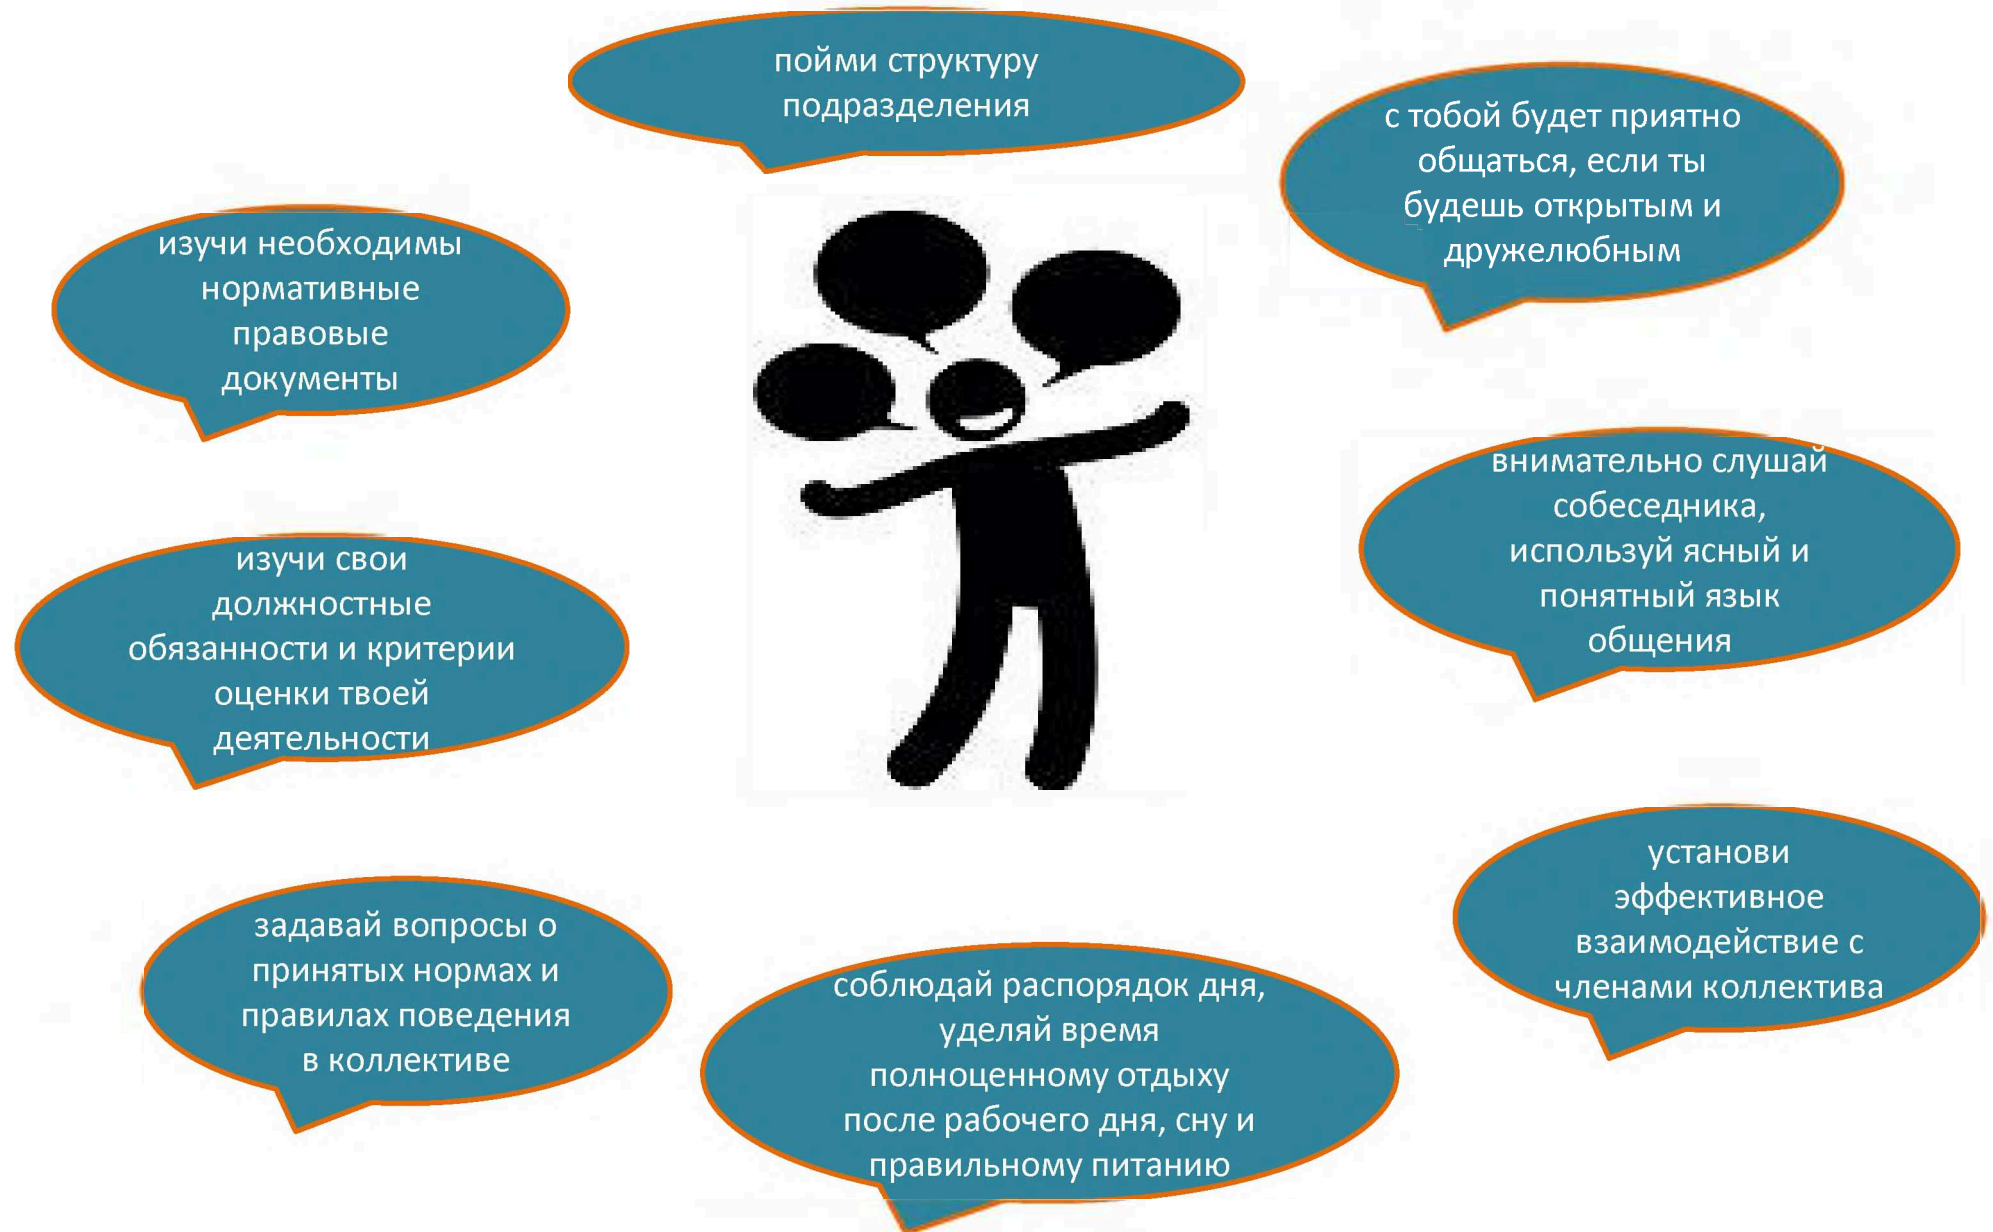 пойми структуру
подразделения
с тобой будет приятно
общаться, если ты
будешь открытым и
дружелюбным
изучи необходимы
нормативные
правовые
документы
внимательно слушай
собеседника,
используй ясный и
понятный язык
общения
изучи свои
должностные
обязанности и критерии
оценки твоей
деятельности
установи
эффективное
взаимодействие с
членами коллектива
задавай вопросы о
принятых нормах и
правилах поведения
в коллективе
соблюдай распорядок дня,
уделяй время
полноценному отдыху
после рабочего дня, сну и
правильному питанию